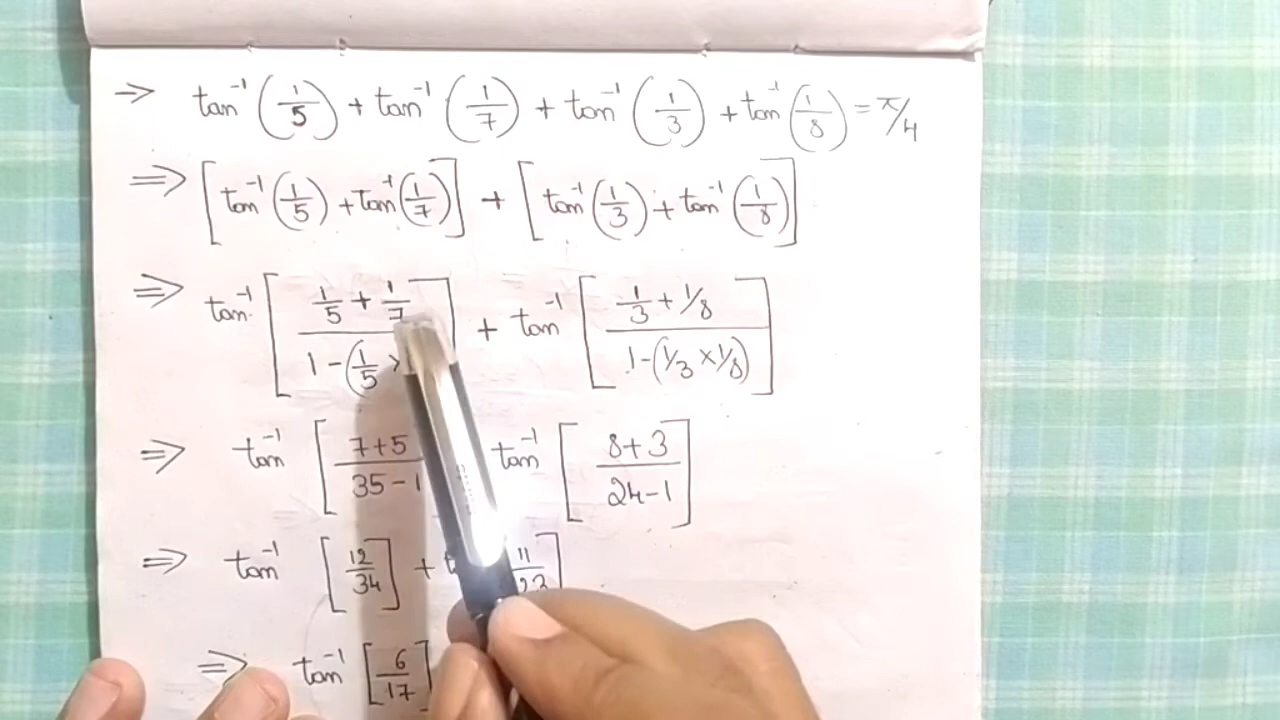 ⇒ tan⁻¹(1/5) + tan⁻¹(1/7) + tan⁻¹(1/3) + tan⁻¹(1/8) = π/4
⇒ [tan⁻¹(1/5) + tan⁻¹(1/7)] + [tan⁻¹(1/3) + tan⁻¹(1/8)]
⇒ tan⁻¹[(1/5 + 1/7)/(1 - (1/5 ×] + tan⁻¹[(1/3 + 1/8)/(1 - (1/3 × 1/8))]
⇒ tan⁻¹[(7+5)/(35-1) tan⁻¹[(8+3)/(24-1)]
⇒ tan⁻¹[12/34] + 11/23]
⇒ tan⁻¹[6/17]